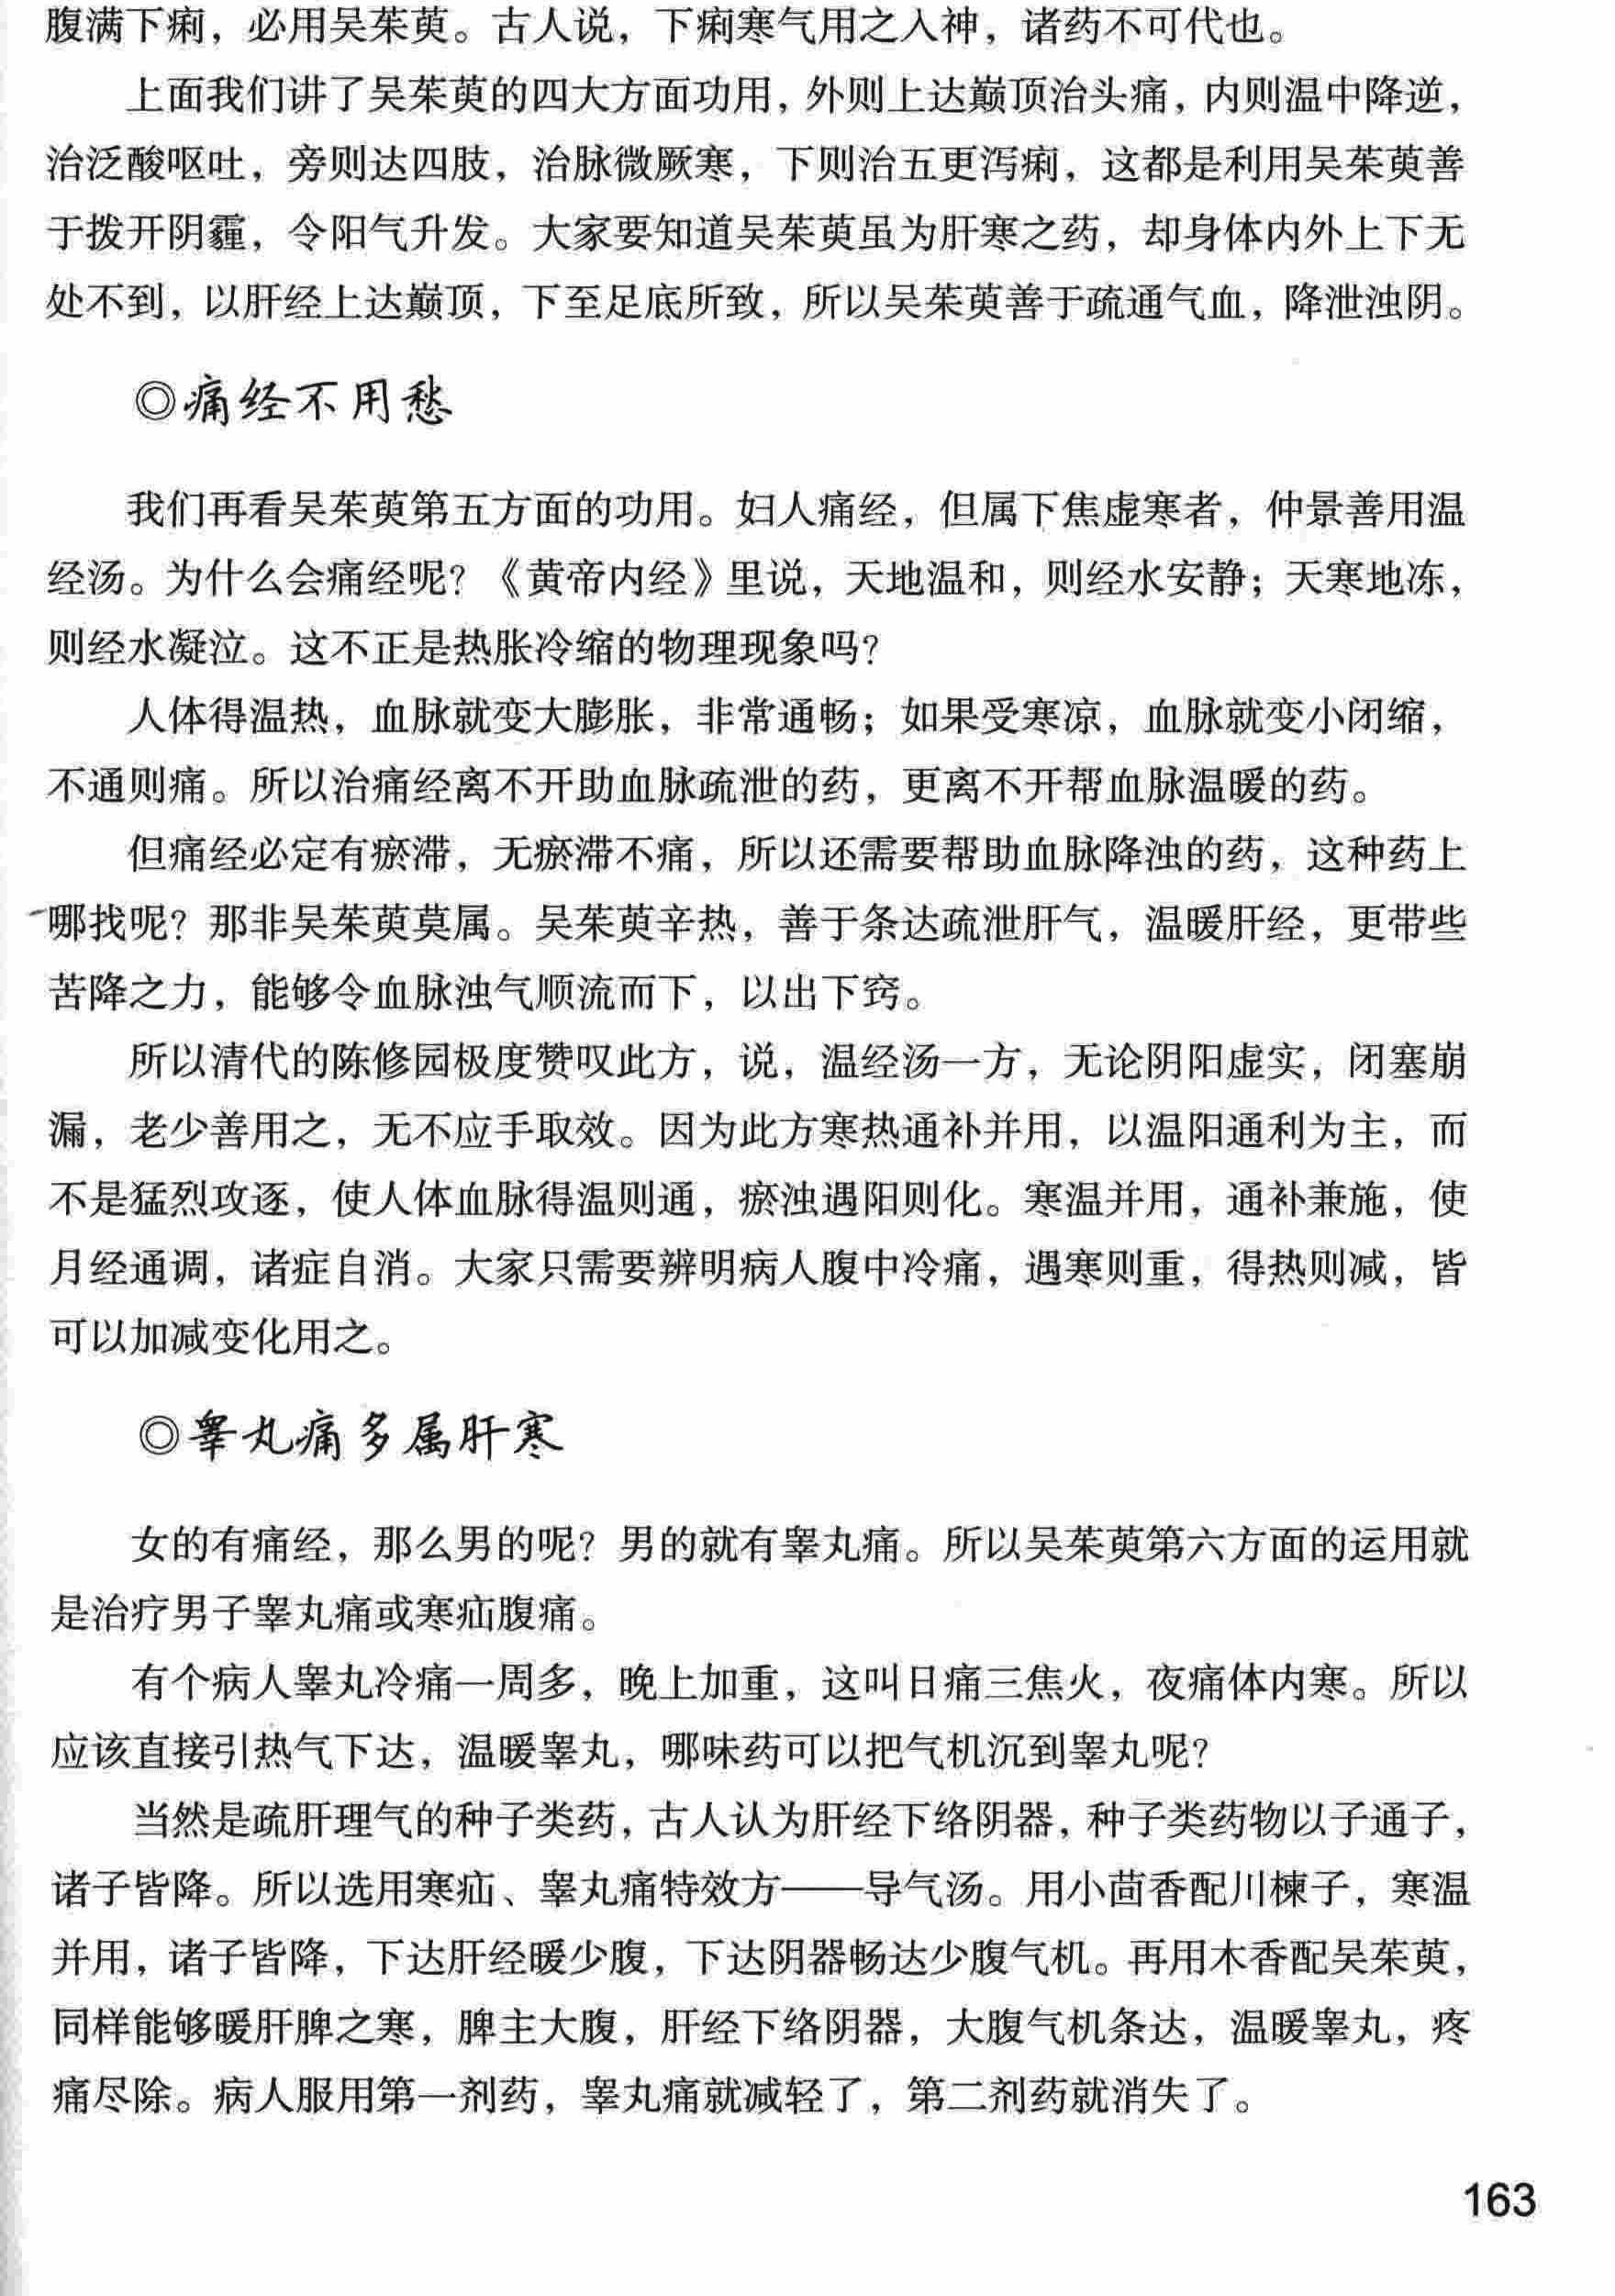 腹满下痢，必用吴茱萸。古人说，下痢寒气用之入神，诸药不可代也。
上面我们讲了吴茱萸的四大方面功用，外则上达巅顶治头痛，内则温中降逆，
治泛酸呕吐，旁则达四肢，治脉微厥寒，下则治五更泻痢，这都是利用吴茱萸善
于拨开阴霾，令阳气升发。大家要知道吴茱萸虽为肝寒之药，却身体内外上下无
处不到，以肝经上达巅顶，下至足底所致，所以吴茱萸善于疏通气血，降泄浊阴。
◎痛经不用愁
我们再看吴茱萸第五方面的功用。妇人痛经，但属下焦虚寒者，仲景善用温
经汤。为什么会痛经呢？《黄帝内经》里说，天地温和，则经水安静；天寒地冻，
则经水凝泣。这不正是热胀冷缩的物理现象吗？
人体得温热，血脉就变大膨胀，非常通畅；如果受寒凉，血脉就变小闭缩，
不通则痛。所以治痛经离不开助血脉疏泄的药，更离不开帮血脉温暖的药。
但痛经必定有瘀滞，无瘀滞不痛，所以还需要帮助血脉降浊的药，这种药上
哪找呢？那非吴茱萸莫属。吴茱萸辛热，善于条达疏泄肝气，温暖肝经，更带些
苦降之力，能够令血脉浊气顺流而下，以出下窍。
所以清代的陈修园极度赞叹此方，说，温经汤一方，无论阴阳虚实，闭塞崩
漏，老少善用之，无不应手取效。因为此方寒热通补并用，以温阳通利为主，而
不是猛烈攻逐，使人体血脉得温则通，瘀浊遇阳则化。寒温并用，通补兼施，使
月经通调，诸症自消。大家只需要辨明病人腹中冷痛，遇寒则重，得热则减，皆
可以加减变化用之。
◎睾丸痛多属肝寒
女的有痛经，那么男的呢？男的就有睾丸痛。所以吴茱萸第六方面的运用就
是治疗男子睾丸痛或寒疝腹痛。
有个病人睾丸冷痛一周多，晚上加重，这叫日痛三焦火，夜痛体内寒。所以
应该直接引热气下达，温暖睾丸，哪味药可以把气机沉到睾丸呢？
当然是疏肝理气的种子类药，古人认为肝经下络阴器，种子类药物以子通子，
诸子皆降。所以选用寒疝、睾丸痛特效方——导气汤。用小茴香配川楝子，寒温
并用，诸子皆降，下达肝经暖少腹，下达阴器畅达少腹气机。再用木香配吴茱萸，
同样能够暖肝脾之寒，脾主大腹，肝经下络阴器，大腹气机条达，温暖睾丸，疼
痛尽除。病人服用第一剂药，睾丸痛就减轻了，第二剂药就消失了。
163